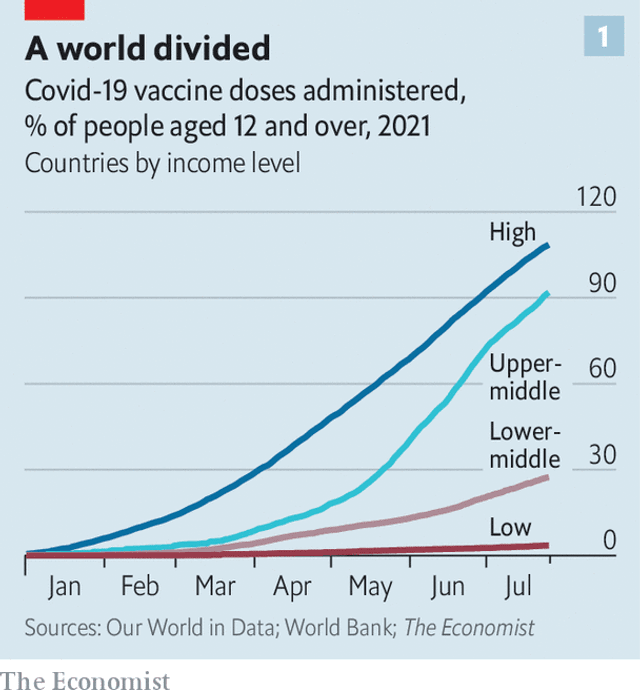 1
A world divided
Covid-19 vaccine doses administered,
% of people aged 12 and over, 2021
Countries by income level
120
High
90
Upper-
middle
60
Lower-
middle
30
Low
0
Jan Feb Mar Apr May Jun Jul
Sources: Our World in Data; World Bank; The Economist
The Economist